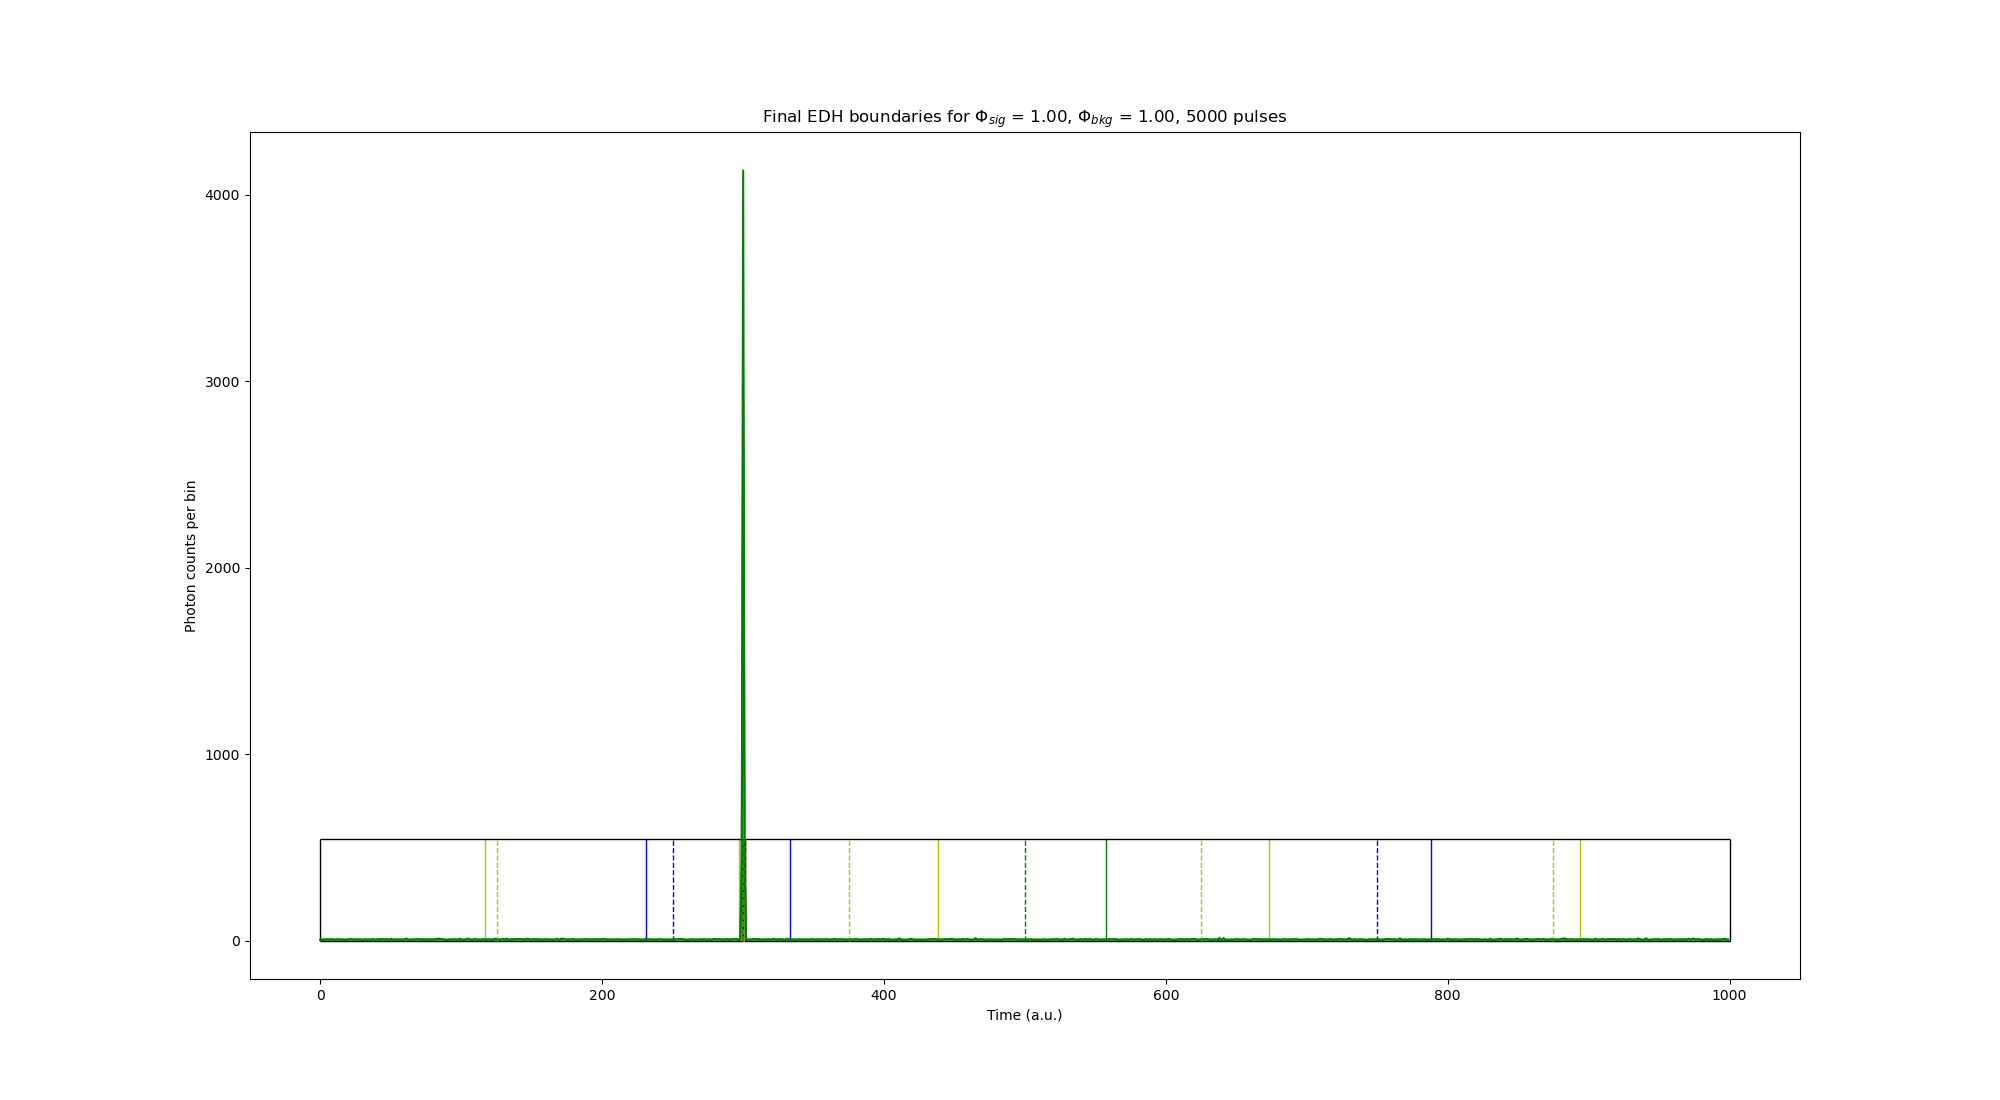 Final EDH boundaries for Φsig = 1.00, Φbkg = 1.00, 5000 pulses
Photon counts per bin
4000
3000
2000
1000
0
0 200 400 600 800 1000
Time (a.u.)